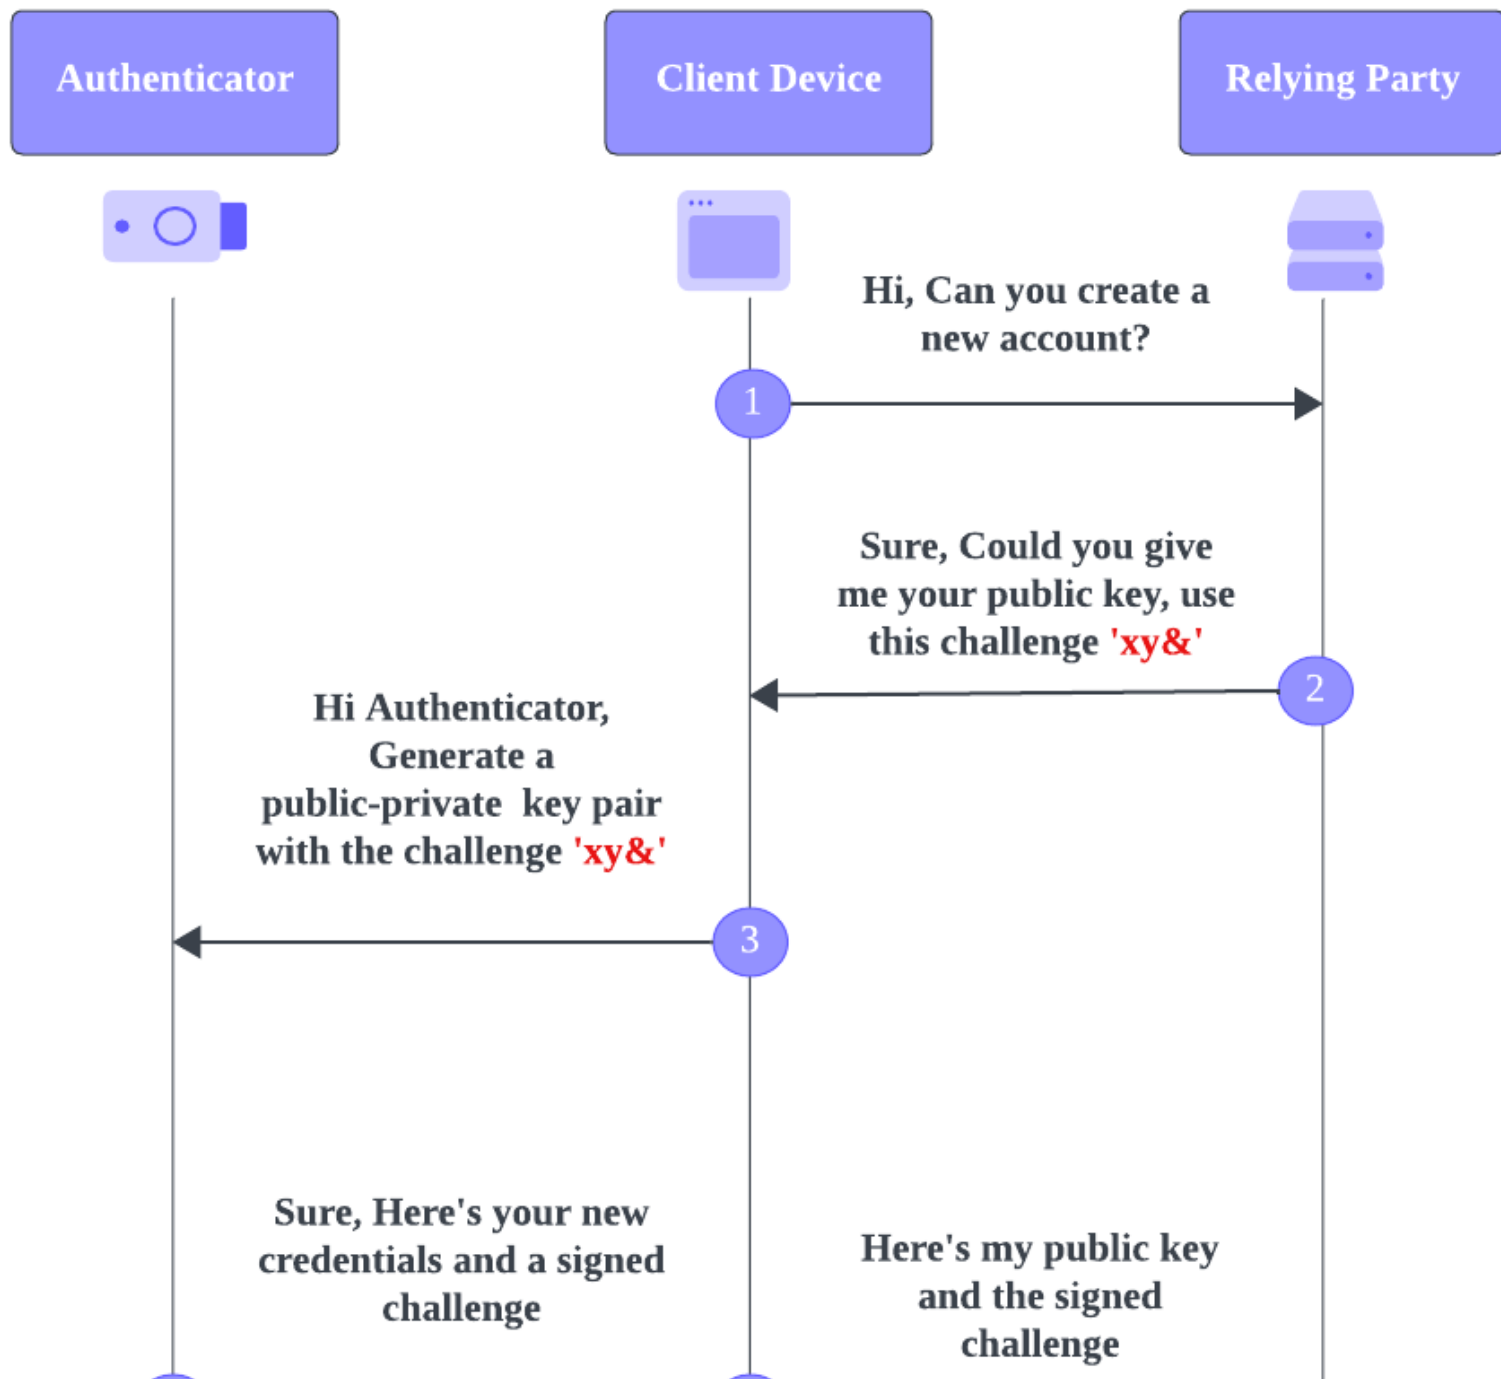 Authenticator
Client Device
Relying Party
Hi, Can you create a
new account?
1
Sure, Could you give
me your public key, use
this challenge 'xy&'
2
Hi Authenticator,
Generate a
public-private  key pair
with the challenge 'xy&'
3
Sure, Here's your new
credentials and a signed
challenge
Here's my public key
and the signed
challenge